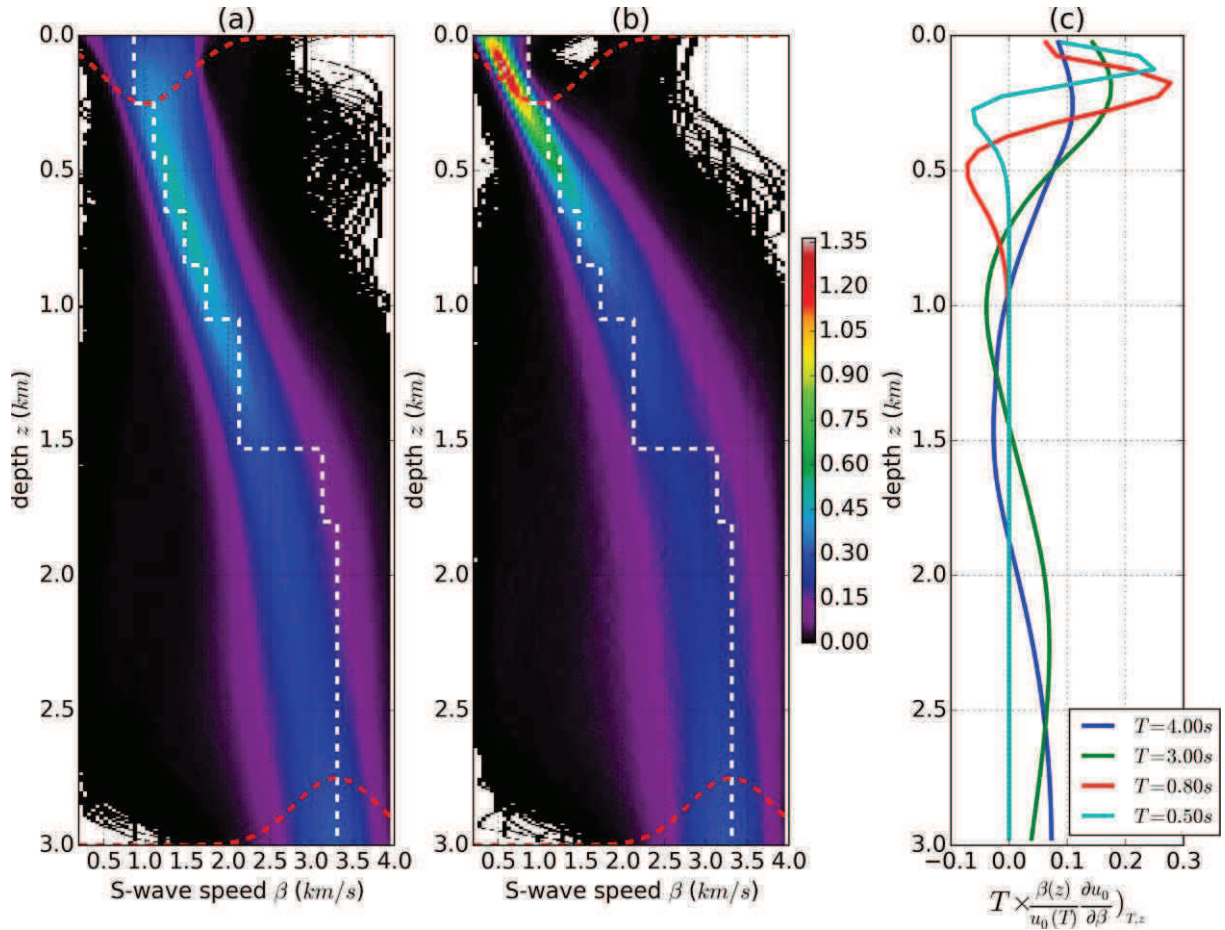 (a)
(b)
(c)
0.0
0.5
1.0
1.5
2.0
2.5
3.0
depth z (km)
0.5 1.0 1.5 2.0 2.5 3.0 3.5 4.0
S-wave speed β (km/s)
0.0
0.5
1.0
1.5
2.0
2.5
3.0
depth z (km)
0.5 1.0 1.5 2.0 2.5 3.0 3.5 4.0
S-wave speed β (km/s)
1.35
1.20
1.05
0.90
0.75
0.60
0.45
0.30
0.15
0.00
0.0
0.5
1.0
1.5
2.0
2.5
3.0
depth z (km)
T=4.00s
T=3.00s
T=0.80s
T=0.50s
−0.1 0.0 0.1 0.2 0.3
T × β(z)/u₀(T) ∂u₀/∂β )T,z